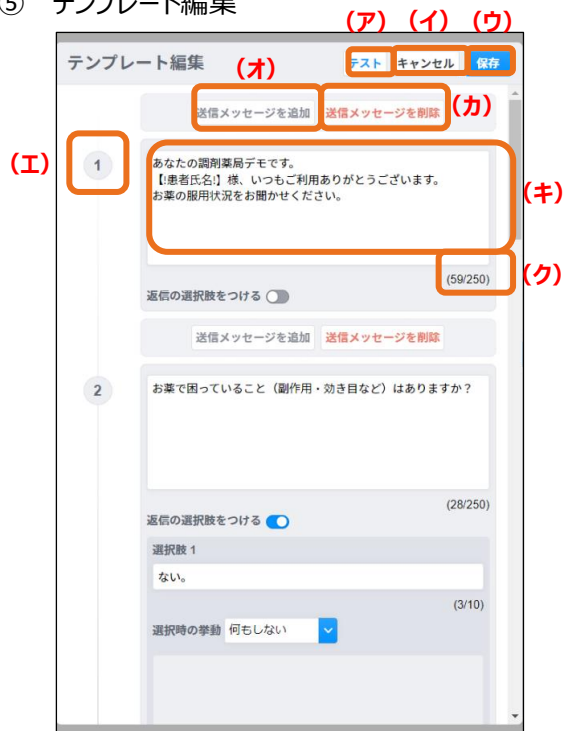 ⑤ テンプレート編集
(ア) (イ) (ウ)
テンプレート編集 (オ) テスト キャンセル 保存
送信メッセージを追加 送信メッセージを削除 (カ)
(エ) 1
あなたの調剤薬局デモです。
【!患者氏名!】様、いつもご利用ありがとうございます。
お薬の服用状況をお聞かせください。
(キ)
(59/250) (ク)
返信の選択肢をつける
送信メッセージを追加 送信メッセージを削除
2
お薬で困っていること(副作用・効き目など)はありますか?
(28/250)
返信の選択肢をつける
選択肢 1
ない。
(3/10)
選択時の挙動 何もしない